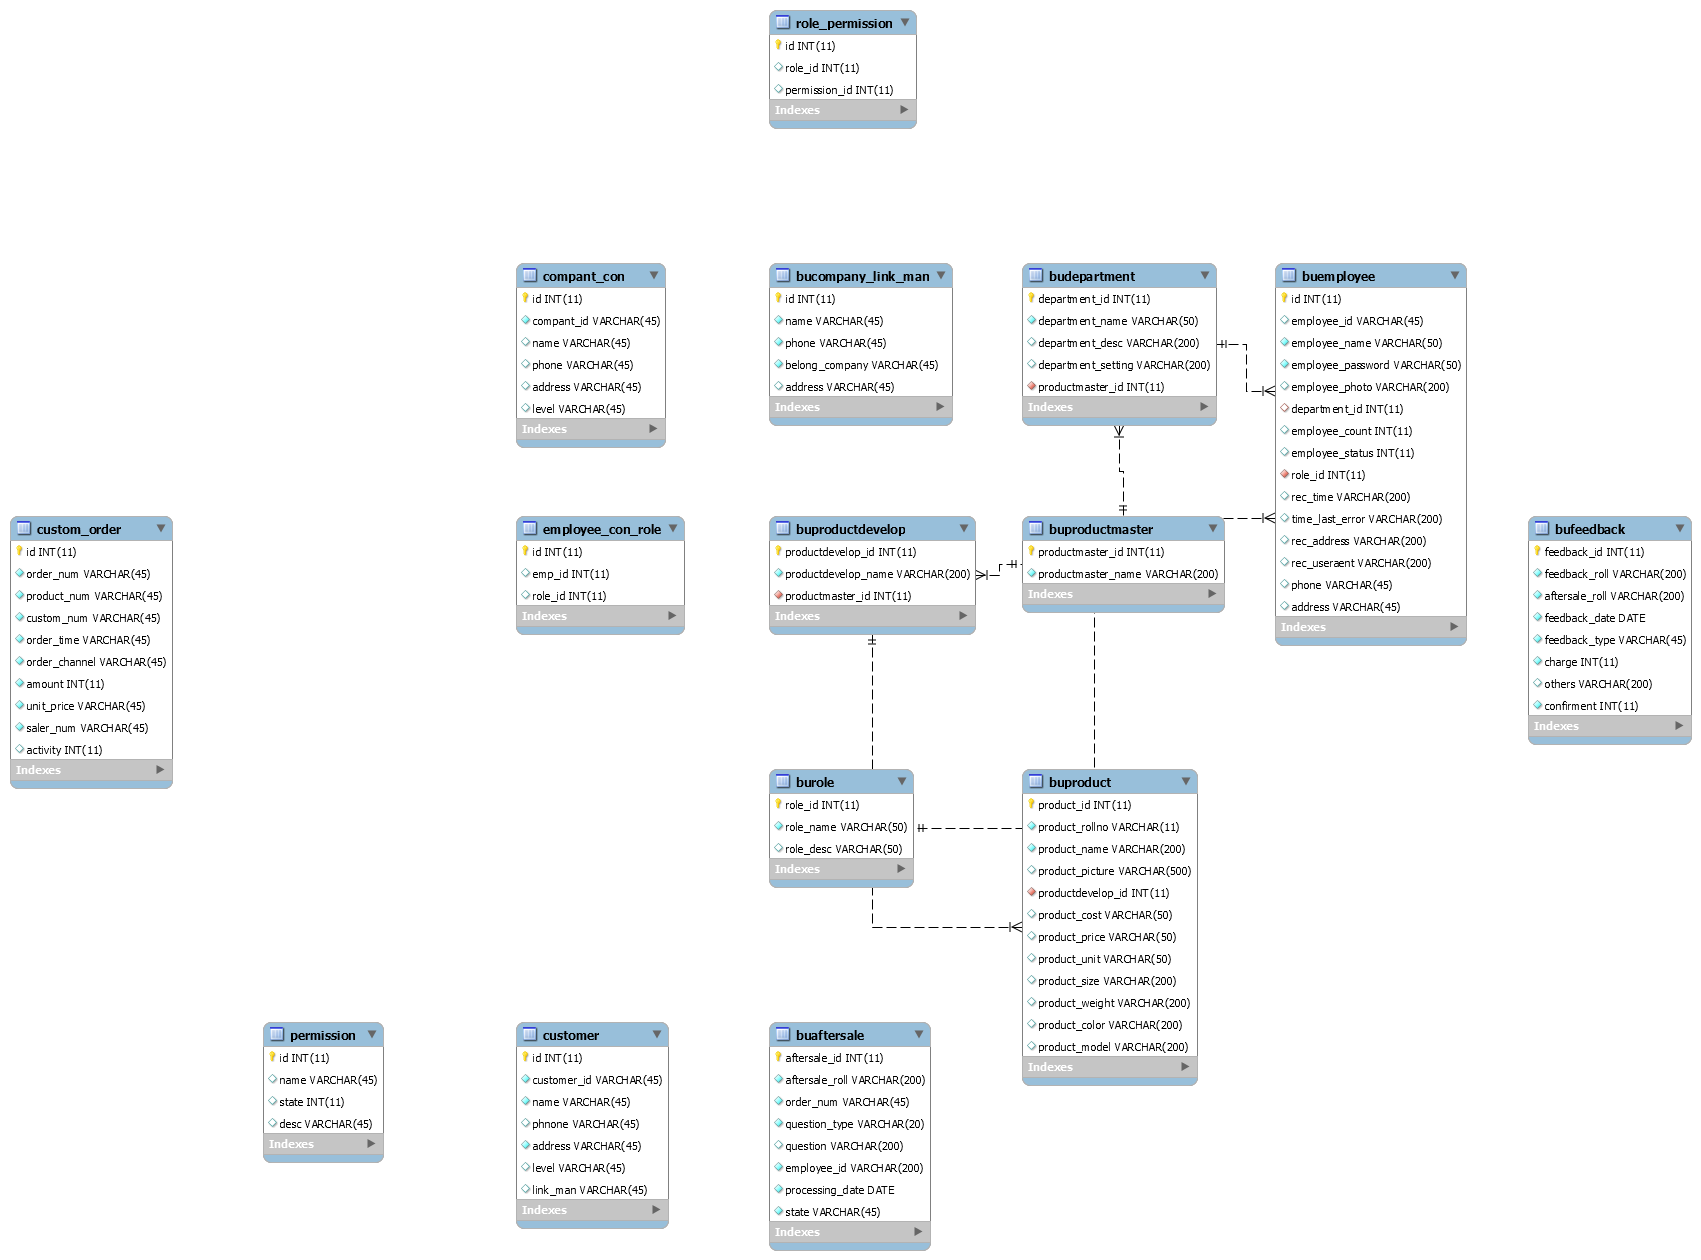 role_permission
id INT(11)
role_id INT(11)
permission_id INT(11)
Indexes
compant_con
id INT(11)
compant_id VARCHAR(45)
name VARCHAR(45)
phone VARCHAR(45)
address VARCHAR(45)
level VARCHAR(45)
Indexes
bucompany_link_man
id INT(11)
name VARCHAR(45)
phone VARCHAR(45)
belong_company VARCHAR(45)
address VARCHAR(45)
Indexes
budepartment
department_id INT(11)
department_name VARCHAR(50)
department_desc VARCHAR(200)
department_setting VARCHAR(200)
productmaster_id INT(11)
Indexes
buemployee
id INT(11)
employee_id VARCHAR(45)
employee_name VARCHAR(50)
employee_password VARCHAR(50)
employee_photo VARCHAR(200)
department_id INT(11)
employee_count INT(11)
employee_status INT(11)
role_id INT(11)
rec_time VARCHAR(200)
time_last_error VARCHAR(200)
rec_address VARCHAR(200)
rec_useraent VARCHAR(200)
phone VARCHAR(45)
address VARCHAR(45)
Indexes
custom_order
id INT(11)
order_num VARCHAR(45)
product_num VARCHAR(45)
custom_num VARCHAR(45)
order_time VARCHAR(45)
order_channel VARCHAR(45)
amount INT(11)
unit_price VARCHAR(45)
saler_num VARCHAR(45)
activity INT(11)
Indexes
employee_con_role
id INT(11)
emp_id INT(11)
role_id INT(11)
Indexes
buproductdevelop
productdevelop_id INT(11)
productdevelop_name VARCHAR(200)
productmaster_id INT(11)
Indexes
buproductmaster
productmaster_id INT(11)
productmaster_name VARCHAR(200)
Indexes
bufeedback
feedback_id INT(11)
feedback_roll VARCHAR(200)
aftersale_roll VARCHAR(200)
feedback_date DATE
feedback_type VARCHAR(45)
charge INT(11)
others VARCHAR(200)
confirment INT(11)
Indexes
burole
role_id INT(11)
role_name VARCHAR(50)
role_desc VARCHAR(50)
Indexes
buproduct
product_id INT(11)
product_rollno VARCHAR(11)
product_name VARCHAR(200)
product_picture VARCHAR(500)
productdevelop_id INT(11)
product_cost VARCHAR(50)
product_price VARCHAR(50)
product_unit VARCHAR(50)
product_size VARCHAR(200)
product_weight VARCHAR(200)
product_color VARCHAR(200)
product_model VARCHAR(200)
Indexes
permission
id INT(11)
name VARCHAR(45)
state INT(11)
desc VARCHAR(45)
Indexes
customer
id INT(11)
customer_id VARCHAR(45)
name VARCHAR(45)
phnone VARCHAR(45)
address VARCHAR(45)
level VARCHAR(45)
link_man VARCHAR(45)
Indexes
buaftersale
aftersale_id INT(11)
aftersale_roll VARCHAR(200)
order_num VARCHAR(45)
question_type VARCHAR(20)
question VARCHAR(200)
employee_id VARCHAR(200)
processing_date DATE
state VARCHAR(45)
Indexes